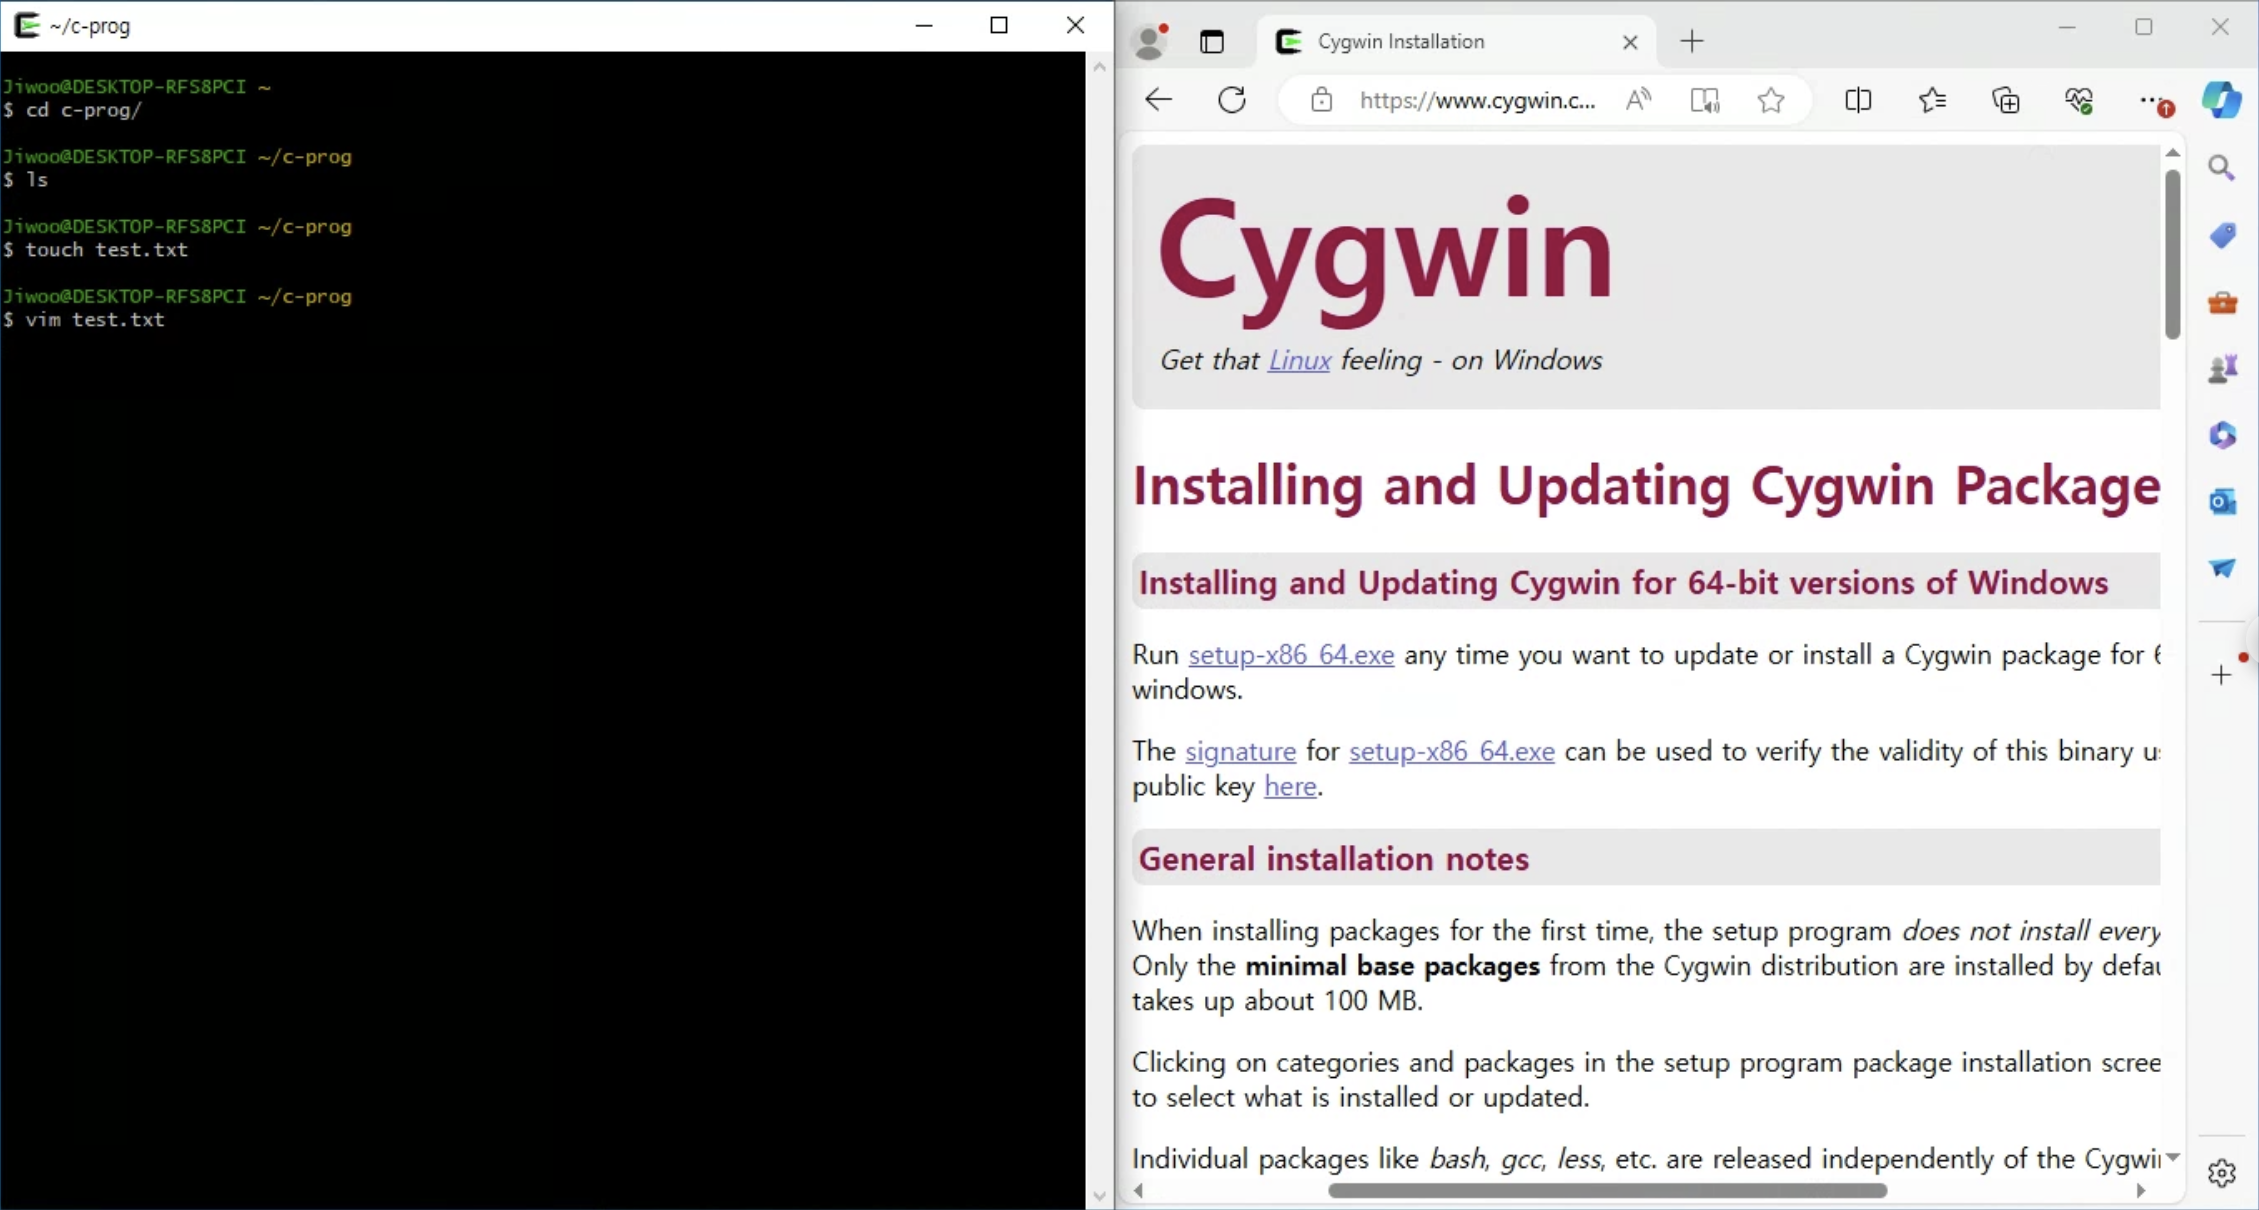 ~/c-prog
Jiwoo@DESKTOP-RFS8PCI ~
$ cd c-prog/
Jiwoo@DESKTOP-RFS8PCI ~/c-prog
$ ls
Jiwoo@DESKTOP-RFS8PCI ~/c-prog
$ touch test.txt
Jiwoo@DESKTOP-RFS8PCI ~/c-prog
$ vim test.txt
Cygwin Installation
https://www.cygwin.c...
Cygwin
Get that Linux feeling - on Windows
Installing and Updating Cygwin Package
Installing and Updating Cygwin for 64-bit versions of Windows
Run setup-x86_64.exe any time you want to update or install a Cygwin package for 6
windows.
The signature for setup-x86_64.exe can be used to verify the validity of this binary u
public key here.
General installation notes
When installing packages for the first time, the setup program does not install every
Only the minimal base packages from the Cygwin distribution are installed by defau
takes up about 100 MB.
Clicking on categories and packages in the setup program package installation scree
to select what is installed or updated.
Individual packages like bash, gcc, less, etc. are released independently of the Cygwi